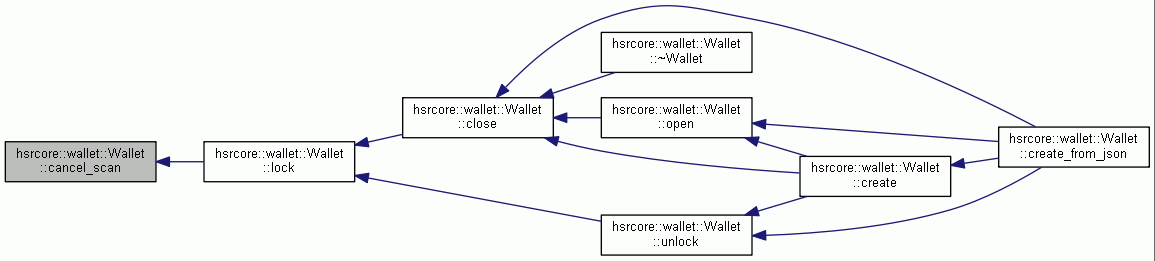 hsrcore::wallet::Wallet
::cancel_scan
hsrcore::wallet::Wallet
::lock
hsrcore::wallet::Wallet
::close
hsrcore::wallet::Wallet
::~Wallet
hsrcore::wallet::Wallet
::open
hsrcore::wallet::Wallet
::unlock
hsrcore::wallet::Wallet
::create
hsrcore::wallet::Wallet
::create_from_json